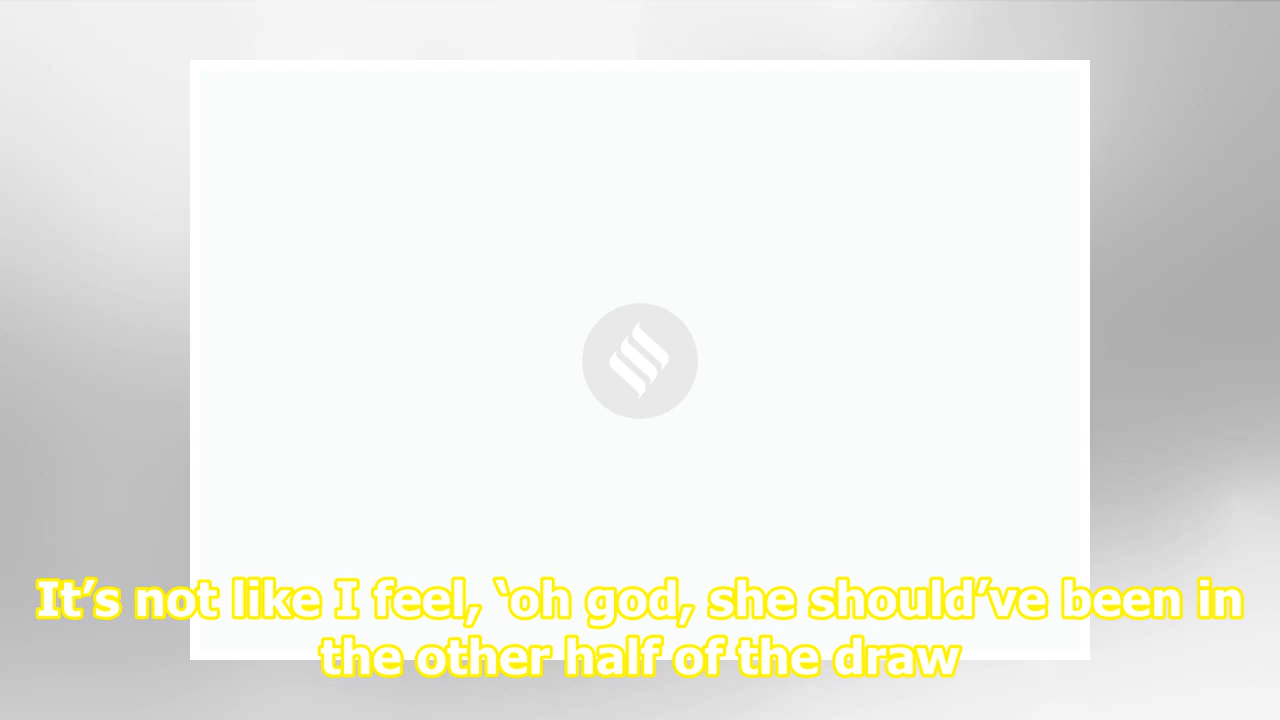 It’s not like I feel, ‘oh god, she should’ve been in
the other half of the draw